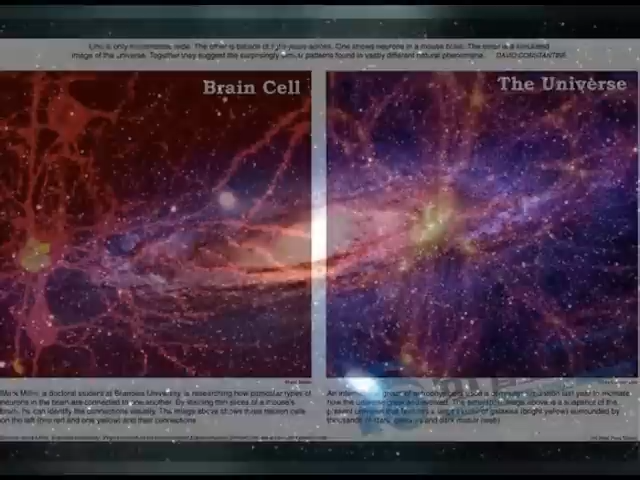 One is only micrometers wide. The other is billions of light-years across. One shows neurons in a mouse brain. The other is a simulated
image of the universe. Together they suggest the surprisingly similar patterns found in vastly different natural phenomena. DAVID CONSTANTINE
Brain Cell
The Universe
Mark Miller, a doctoral student at Brandeis University, is researching how particular types of
neurons in the brain are connected to one another. By staining thin slices of a mouse's
brain, he can identify the connections visually. The image above shows three neuron cells
on the left (two red and one yellow) and their connections.
An international group of astrophysicists used a computer simulation last year to recreate
how the universe grew and evolved. The simulation image above is a snapshot of the
present universe that features a large cluster of galaxies (bright yellow) surrounded by
thousands of stars, galaxies and dark matter (web).